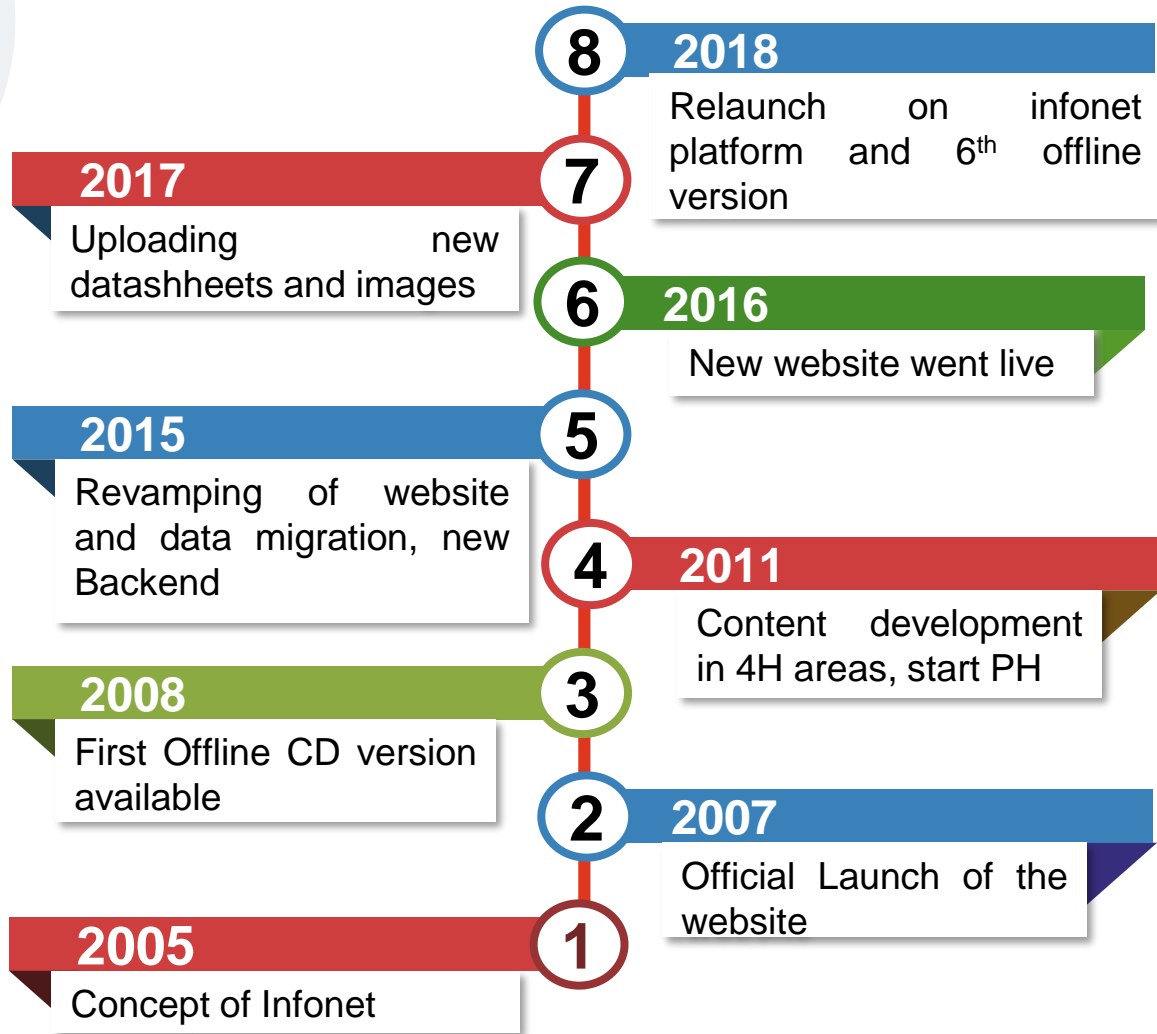 8
2018
Relaunch on infonet
platform and 6th offline
version
7
2017
Uploading new
datashheets and images
6
2016
New website went live
5
2015
Revamping of website
and data migration, new
Backend
4
2011
Content development
in 4H areas, start PH
3
2008
First Offline CD version
available
2
2007
Official Launch of the
website
1
2005
Concept of Infonet